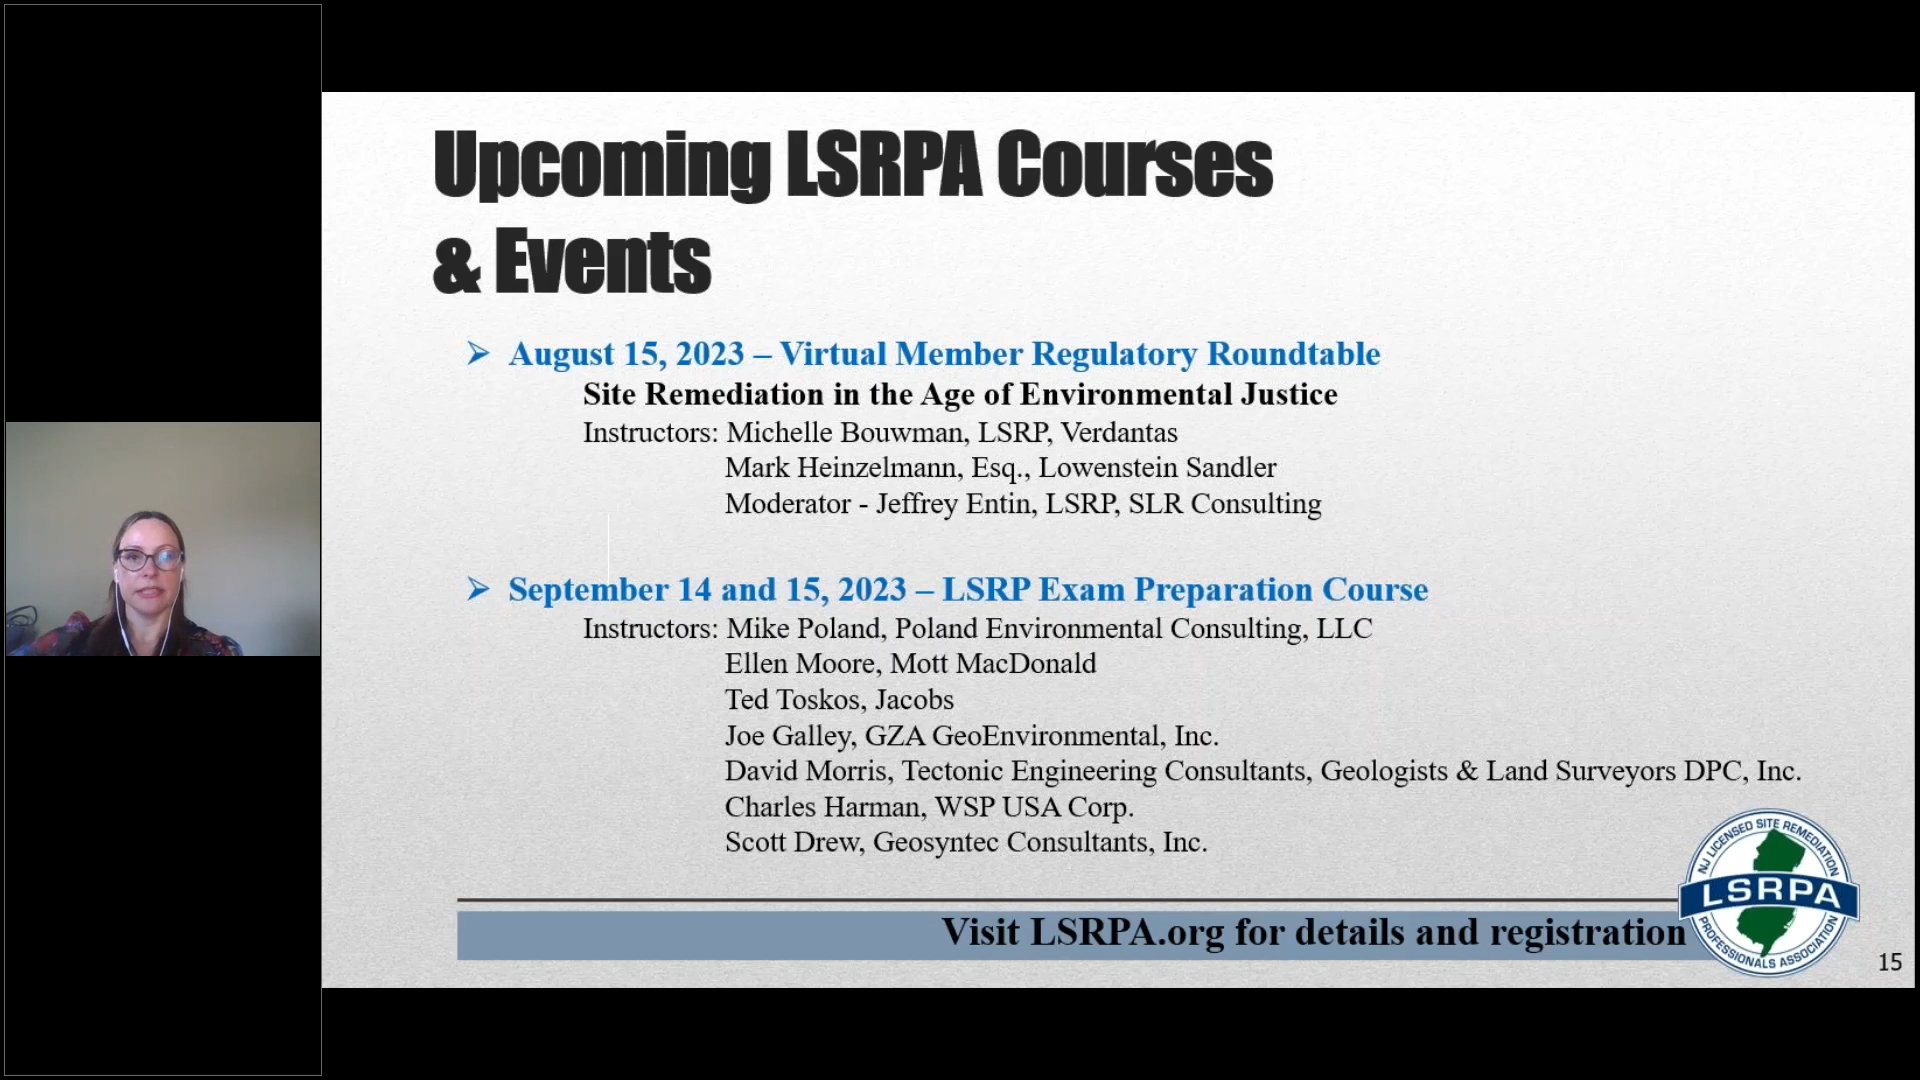 Upcoming LSRPA Courses
& Events
August 15, 2023 – Virtual Member Regulatory Roundtable
Site Remediation in the Age of Environmental Justice
Instructors: Michelle Bouwman, LSRP, Verdantas
Mark Heinzelmann, Esq., Lowenstein Sandler
Moderator - Jeffrey Entin, LSRP, SLR Consulting
September 14 and 15, 2023 – LSRP Exam Preparation Course
Instructors: Mike Poland, Poland Environmental Consulting, LLC
Ellen Moore, Mott MacDonald
Ted Toskos, Jacobs
Joe Galley, GZA GeoEnvironmental, Inc.
David Morris, Tectonic Engineering Consultants, Geologists & Land Surveyors DPC, Inc.
Charles Harman, WSP USA Corp.
Scott Drew, Geosyntec Consultants, Inc.
Visit LSRPA.org for details and registration
NJ LICENSED SITE REMEDIATION
LSRPA
PROFESSIONALS ASSOCIATION
15